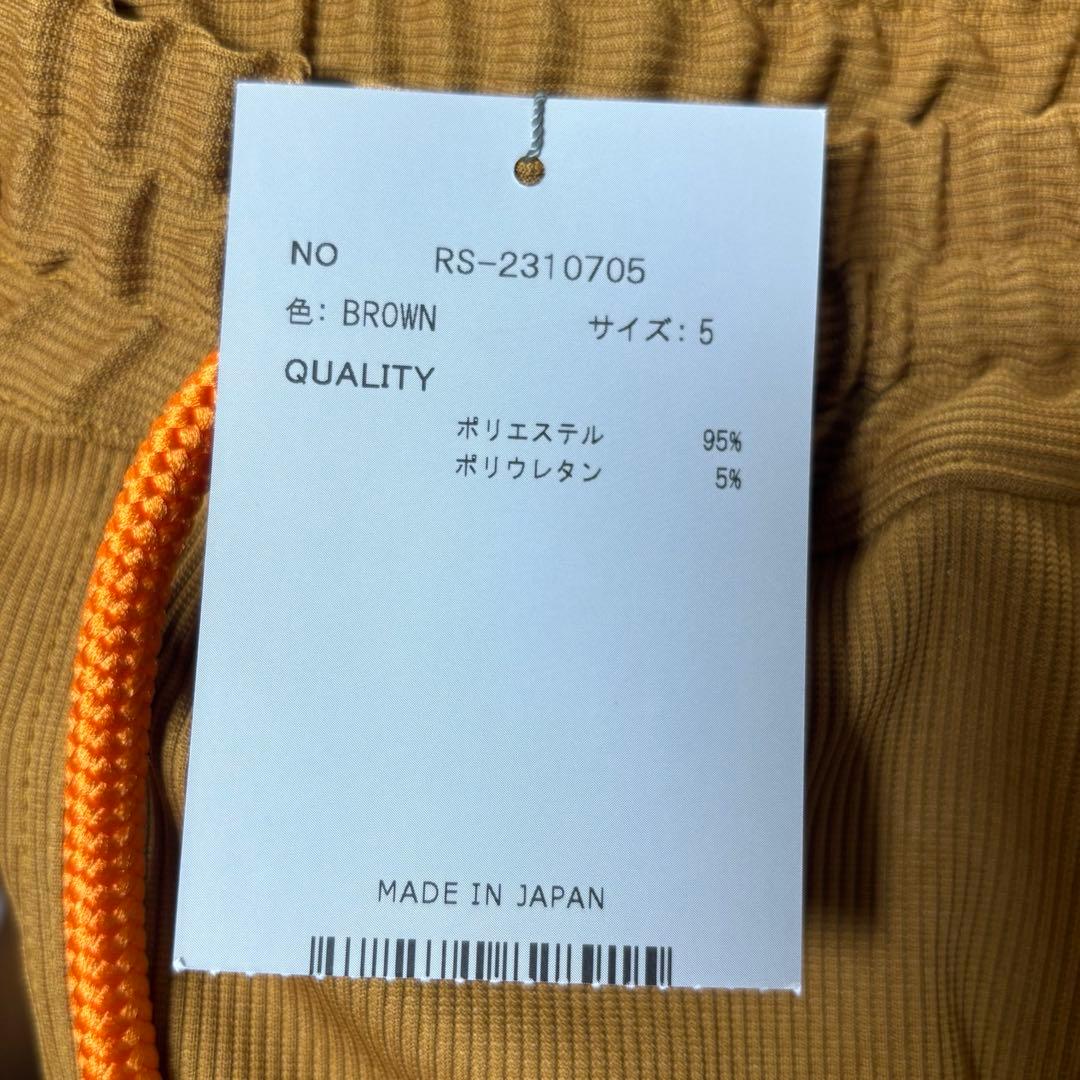 NO RS-2310705
色: BROWN サイズ: 5
QUALITY
ポリエステル 95%
ポリウレタン 5%
MADE IN JAPAN